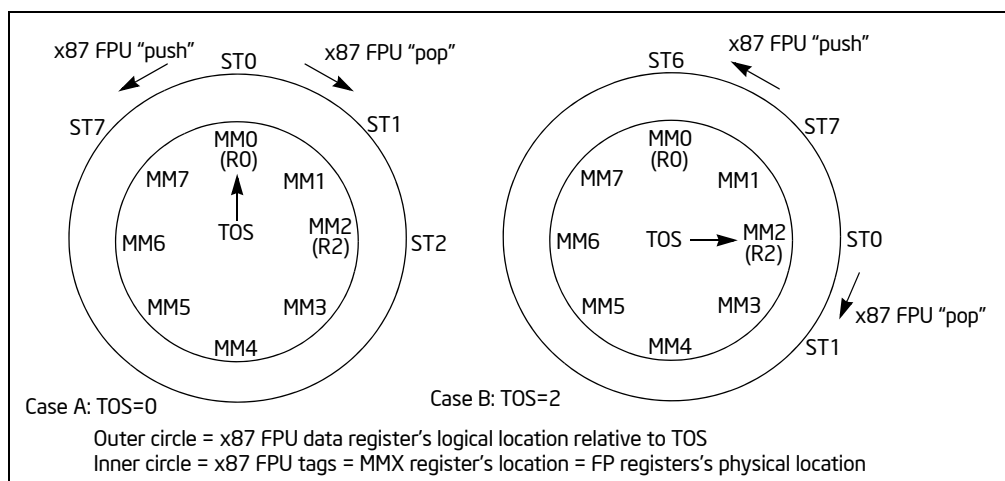 x87 FPU “push”
x87 FPU “pop”
ST0
ST7
ST1
MM0
(R0)
MM7
MM1
TOS
MM6
MM2
(R2)
ST2
MM5
MM3
MM4
Case A: TOS=0
x87 FPU “push”
ST6
ST7
MM0
(R0)
MM7
MM1
MM6
TOS
MM2
(R2)
ST0
MM5
MM3
x87 FPU “pop”
MM4
ST1
Case B: TOS=2
Outer circle = x87 FPU data register’s logical location relative to TOS
Inner circle = x87 FPU tags = MMX register’s location = FP registers’s physical location